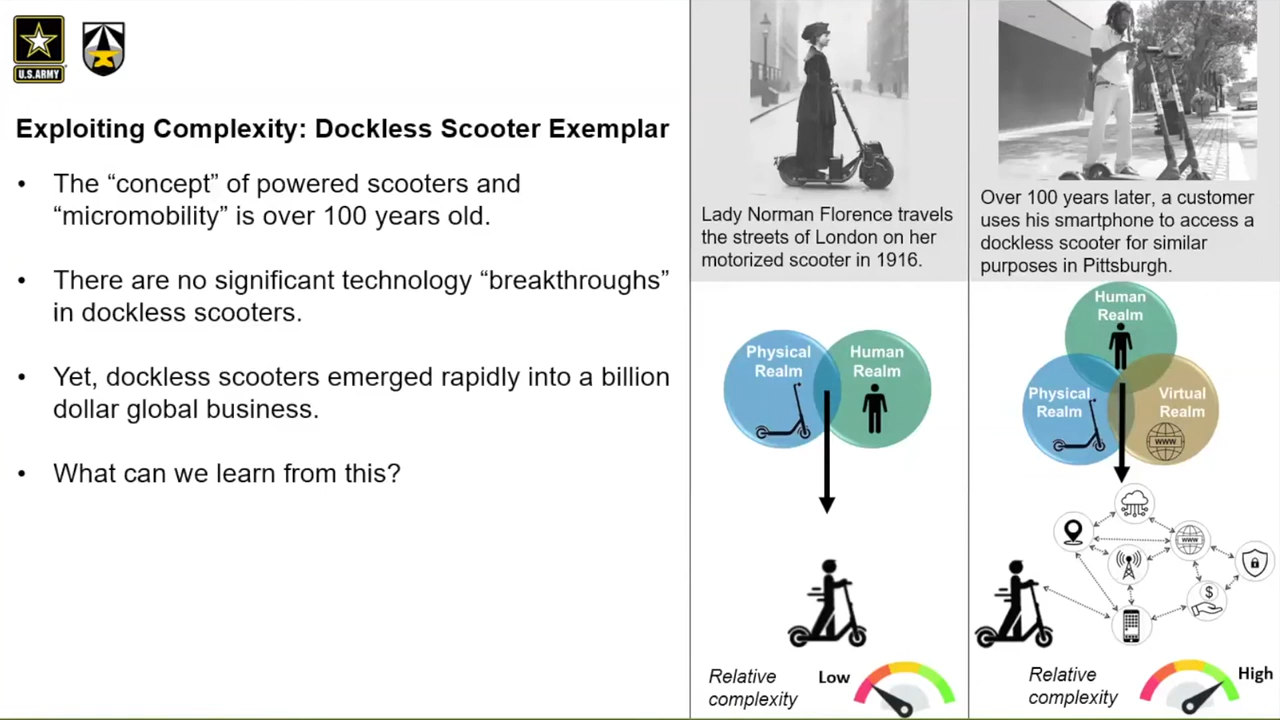 U.S.ARMY
Exploiting Complexity: Dockless Scooter Exemplar
• The “concept” of powered scooters and
“micromobility” is over 100 years old.
• There are no significant technology “breakthroughs”
in dockless scooters.
• Yet, dockless scooters emerged rapidly into a billion
dollar global business.
• What can we learn from this?
Lady Norman Florence travels
the streets of London on her
motorized scooter in 1916.
Physical
Realm
Human
Realm
Relative
complexity
Low
Over 100 years later, a customer
uses his smartphone to access a
dockless scooter for similar
purposes in Pittsburgh.
Human
Realm
Physical
Realm
Virtual
Realm
www
www
$
Relative
complexity
High